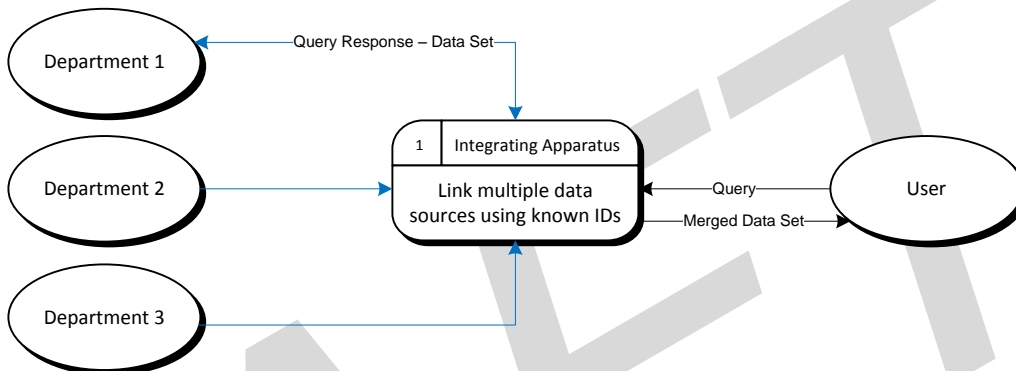 Department 1
Query Response – Data Set
1
Integrating Apparatus
Link multiple data
sources using known IDs
Department 2
Query
User
Merged Data Set
Department 3